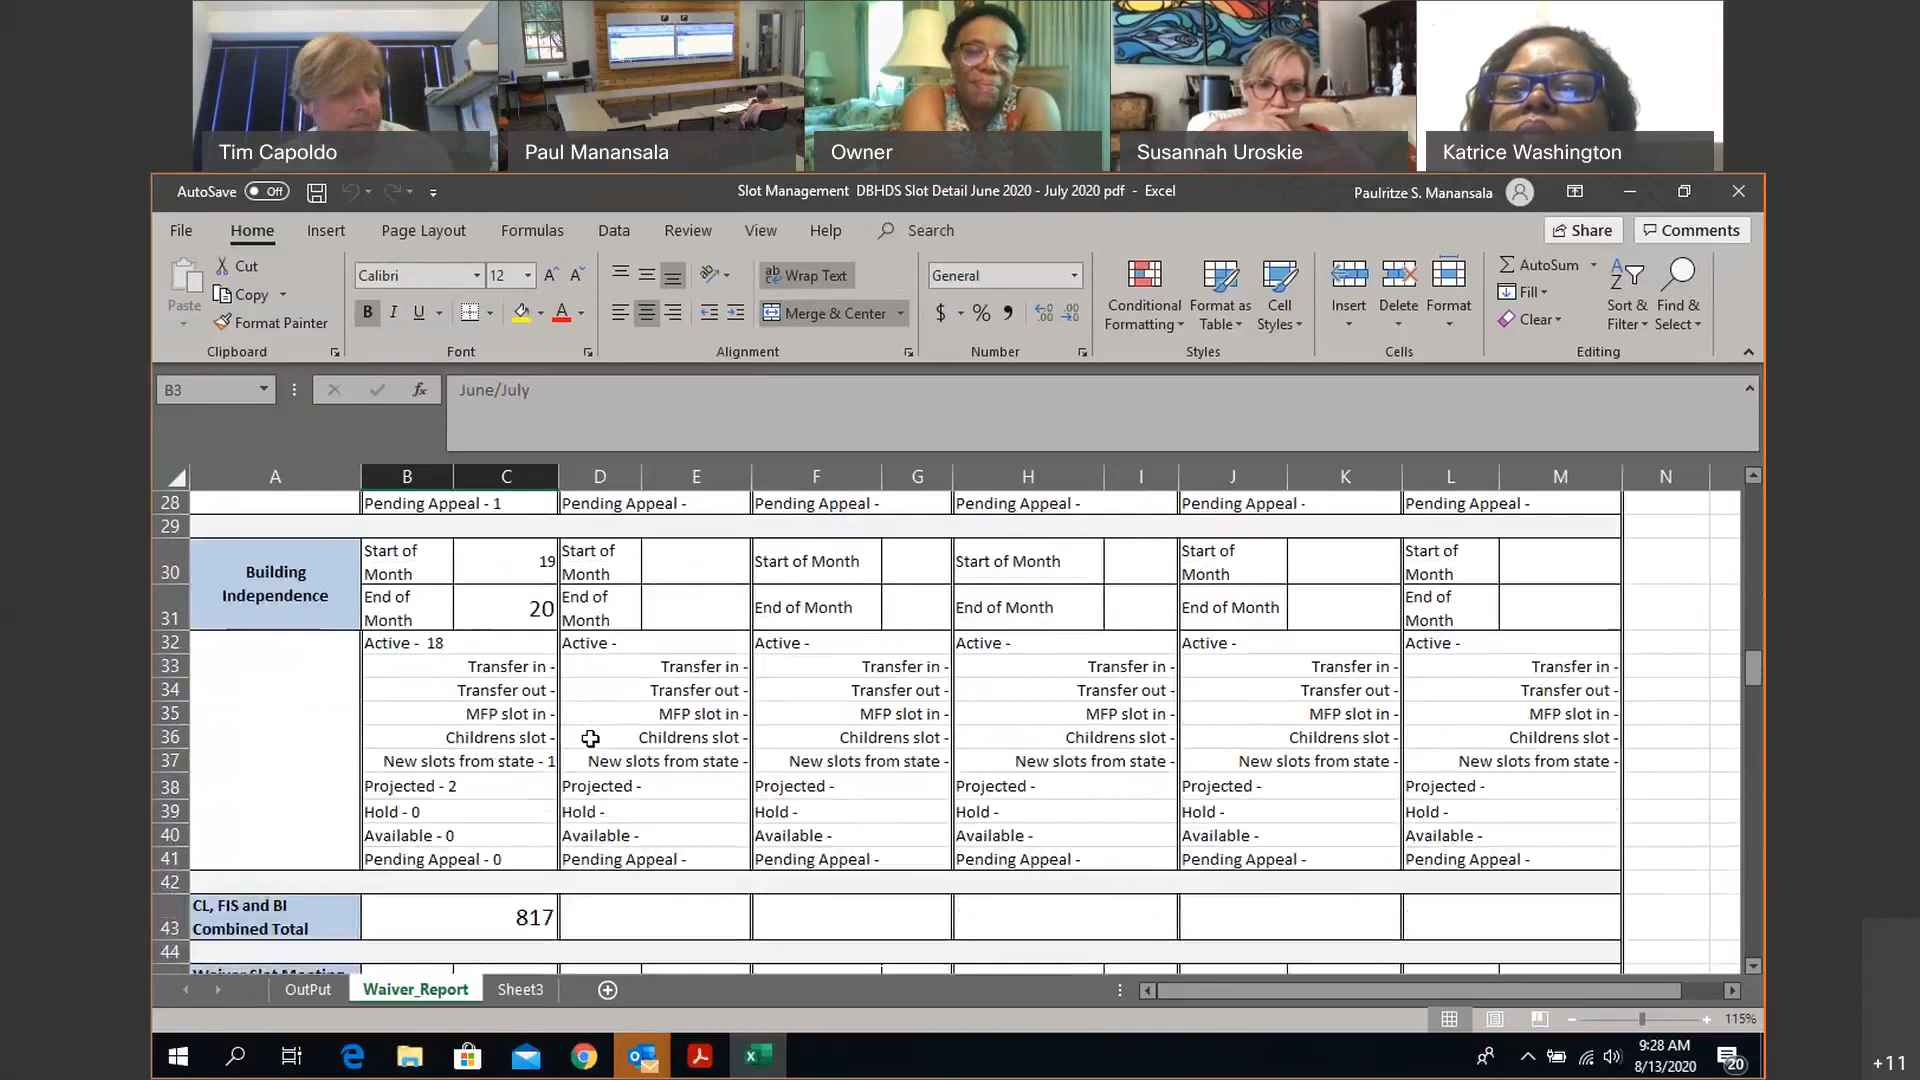 Tim Capoldo
Paul Manansala
Owner
Susannah Uroskie
Katrice Washington
AutoSave Off
Slot Management DBHDS Slot Detail June 2020 - July 2020 pdf - Excel
Paulritze S. Manansala
File Home Insert Page Layout Formulas Data Review View Help Search
Share Comments
Paste
Cut
Copy
Format Painter
Clipboard
Calibri 12
B I U
Font
Wrap Text
Merge & Center
Alignment
General
$ % ,
Number
Conditional Formatting
Format as Table
Cell Styles
Styles
Insert Delete Format
Cells
AutoSum
Fill
Clear
Sort & Filter
Find & Select
Editing
B3 fx June/July
A B C D E F G H I J K L M N
28 Pending Appeal - 1 Pending Appeal - Pending Appeal - Pending Appeal - Pending Appeal - Pending Appeal -
29
30 Building Independence Start of Month 19 Start of Month Start of Month Start of Month Start of Month Start of Month
31 End of Month 20 End of Month End of Month End of Month End of Month End of Month
32 Active - 18 Active - Active - Active - Active - Active -
33 Transfer in - Transfer in - Transfer in - Transfer in - Transfer in - Transfer in -
34 Transfer out - Transfer out - Transfer out - Transfer out - Transfer out - Transfer out -
35 MFP slot in - MFP slot in - MFP slot in - MFP slot in - MFP slot in - MFP slot in -
36 Childrens slot - Childrens slot - Childrens slot - Childrens slot - Childrens slot - Childrens slot -
37 New slots from state - 1 New slots from state - New slots from state - New slots from state - New slots from state - New slots from state -
38 Projected - 2 Projected - Projected - Projected - Projected - Projected -
39 Hold - 0 Hold - Hold - Hold - Hold - Hold -
40 Available - 0 Available - Available - Available - Available - Available -
41 Pending Appeal - 0 Pending Appeal - Pending Appeal - Pending Appeal - Pending Appeal - Pending Appeal -
42
43 CL, FIS and BI Combined Total 817
44
Waiver Slot Meeting
OutPut Waiver_Report Sheet3
115%
9:28 AM
8/13/2020
20
+11